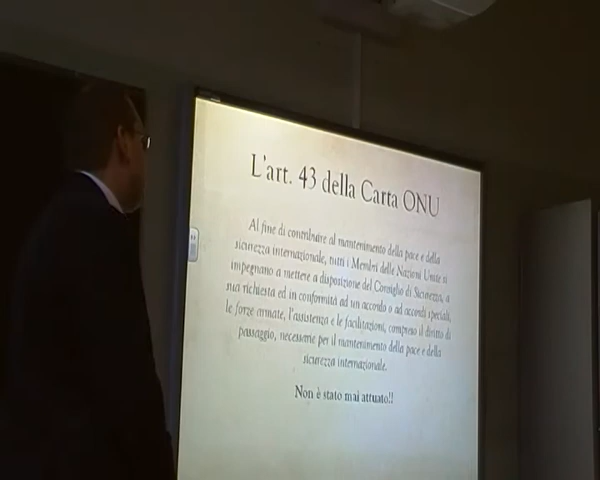 L'art. 43 della Carta ONU
Al fine di contribuire al mantenimento della pace e della
sicurezza internazionale, tutti i Membri delle Nazioni Unite si
impegnano a mettere a disposizione del Consiglio di Sicurezza, a
sua richiesta ed in conformità ad un accordo o ad accordi speciali,
le forze armate, l'assistenza e le facilitazioni, compreso il diritto di
passaggio, necessarie per il mantenimento della pace e della
sicurezza internazionale.
Non è stato mai attuato!!